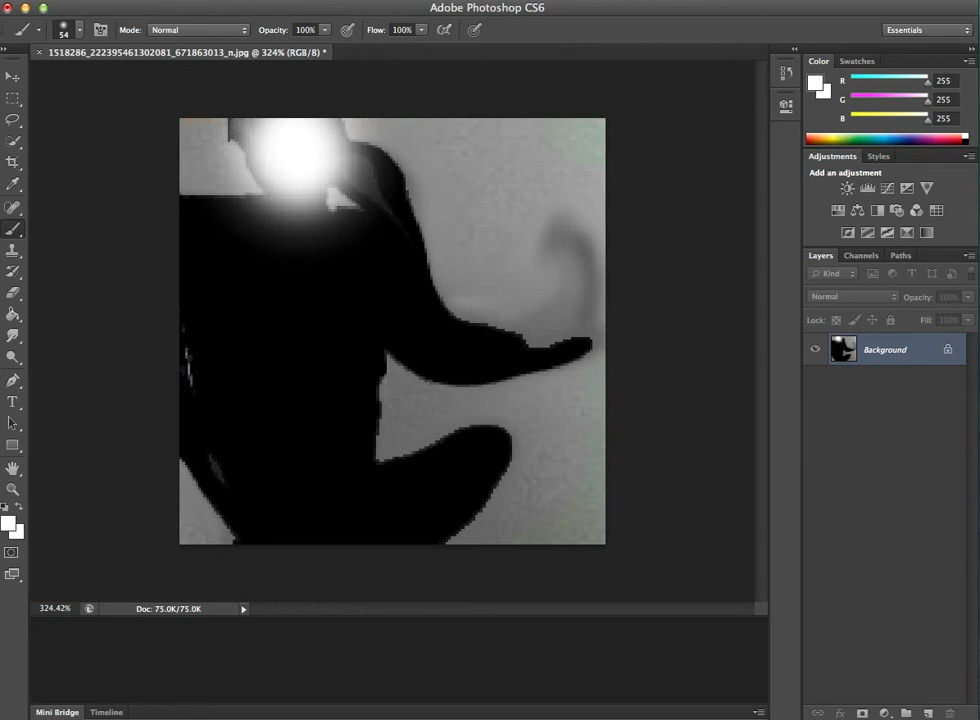 Adobe Photoshop CS6
Mode: Normal Opacity: 100% Flow: 100% Essentials
× 1518286_222395461302081_671863013_n.jpg @ 324% (RGB/8) *
Color Swatches
R 255
G 255
B 255
Adjustments Styles
Add an adjustment
Layers Channels Paths
Kind
Normal Opacity: 100%
Lock: Fill: 100%
Background
324.42% Doc: 75.0K/75.0K
Mini Bridge Timeline
54